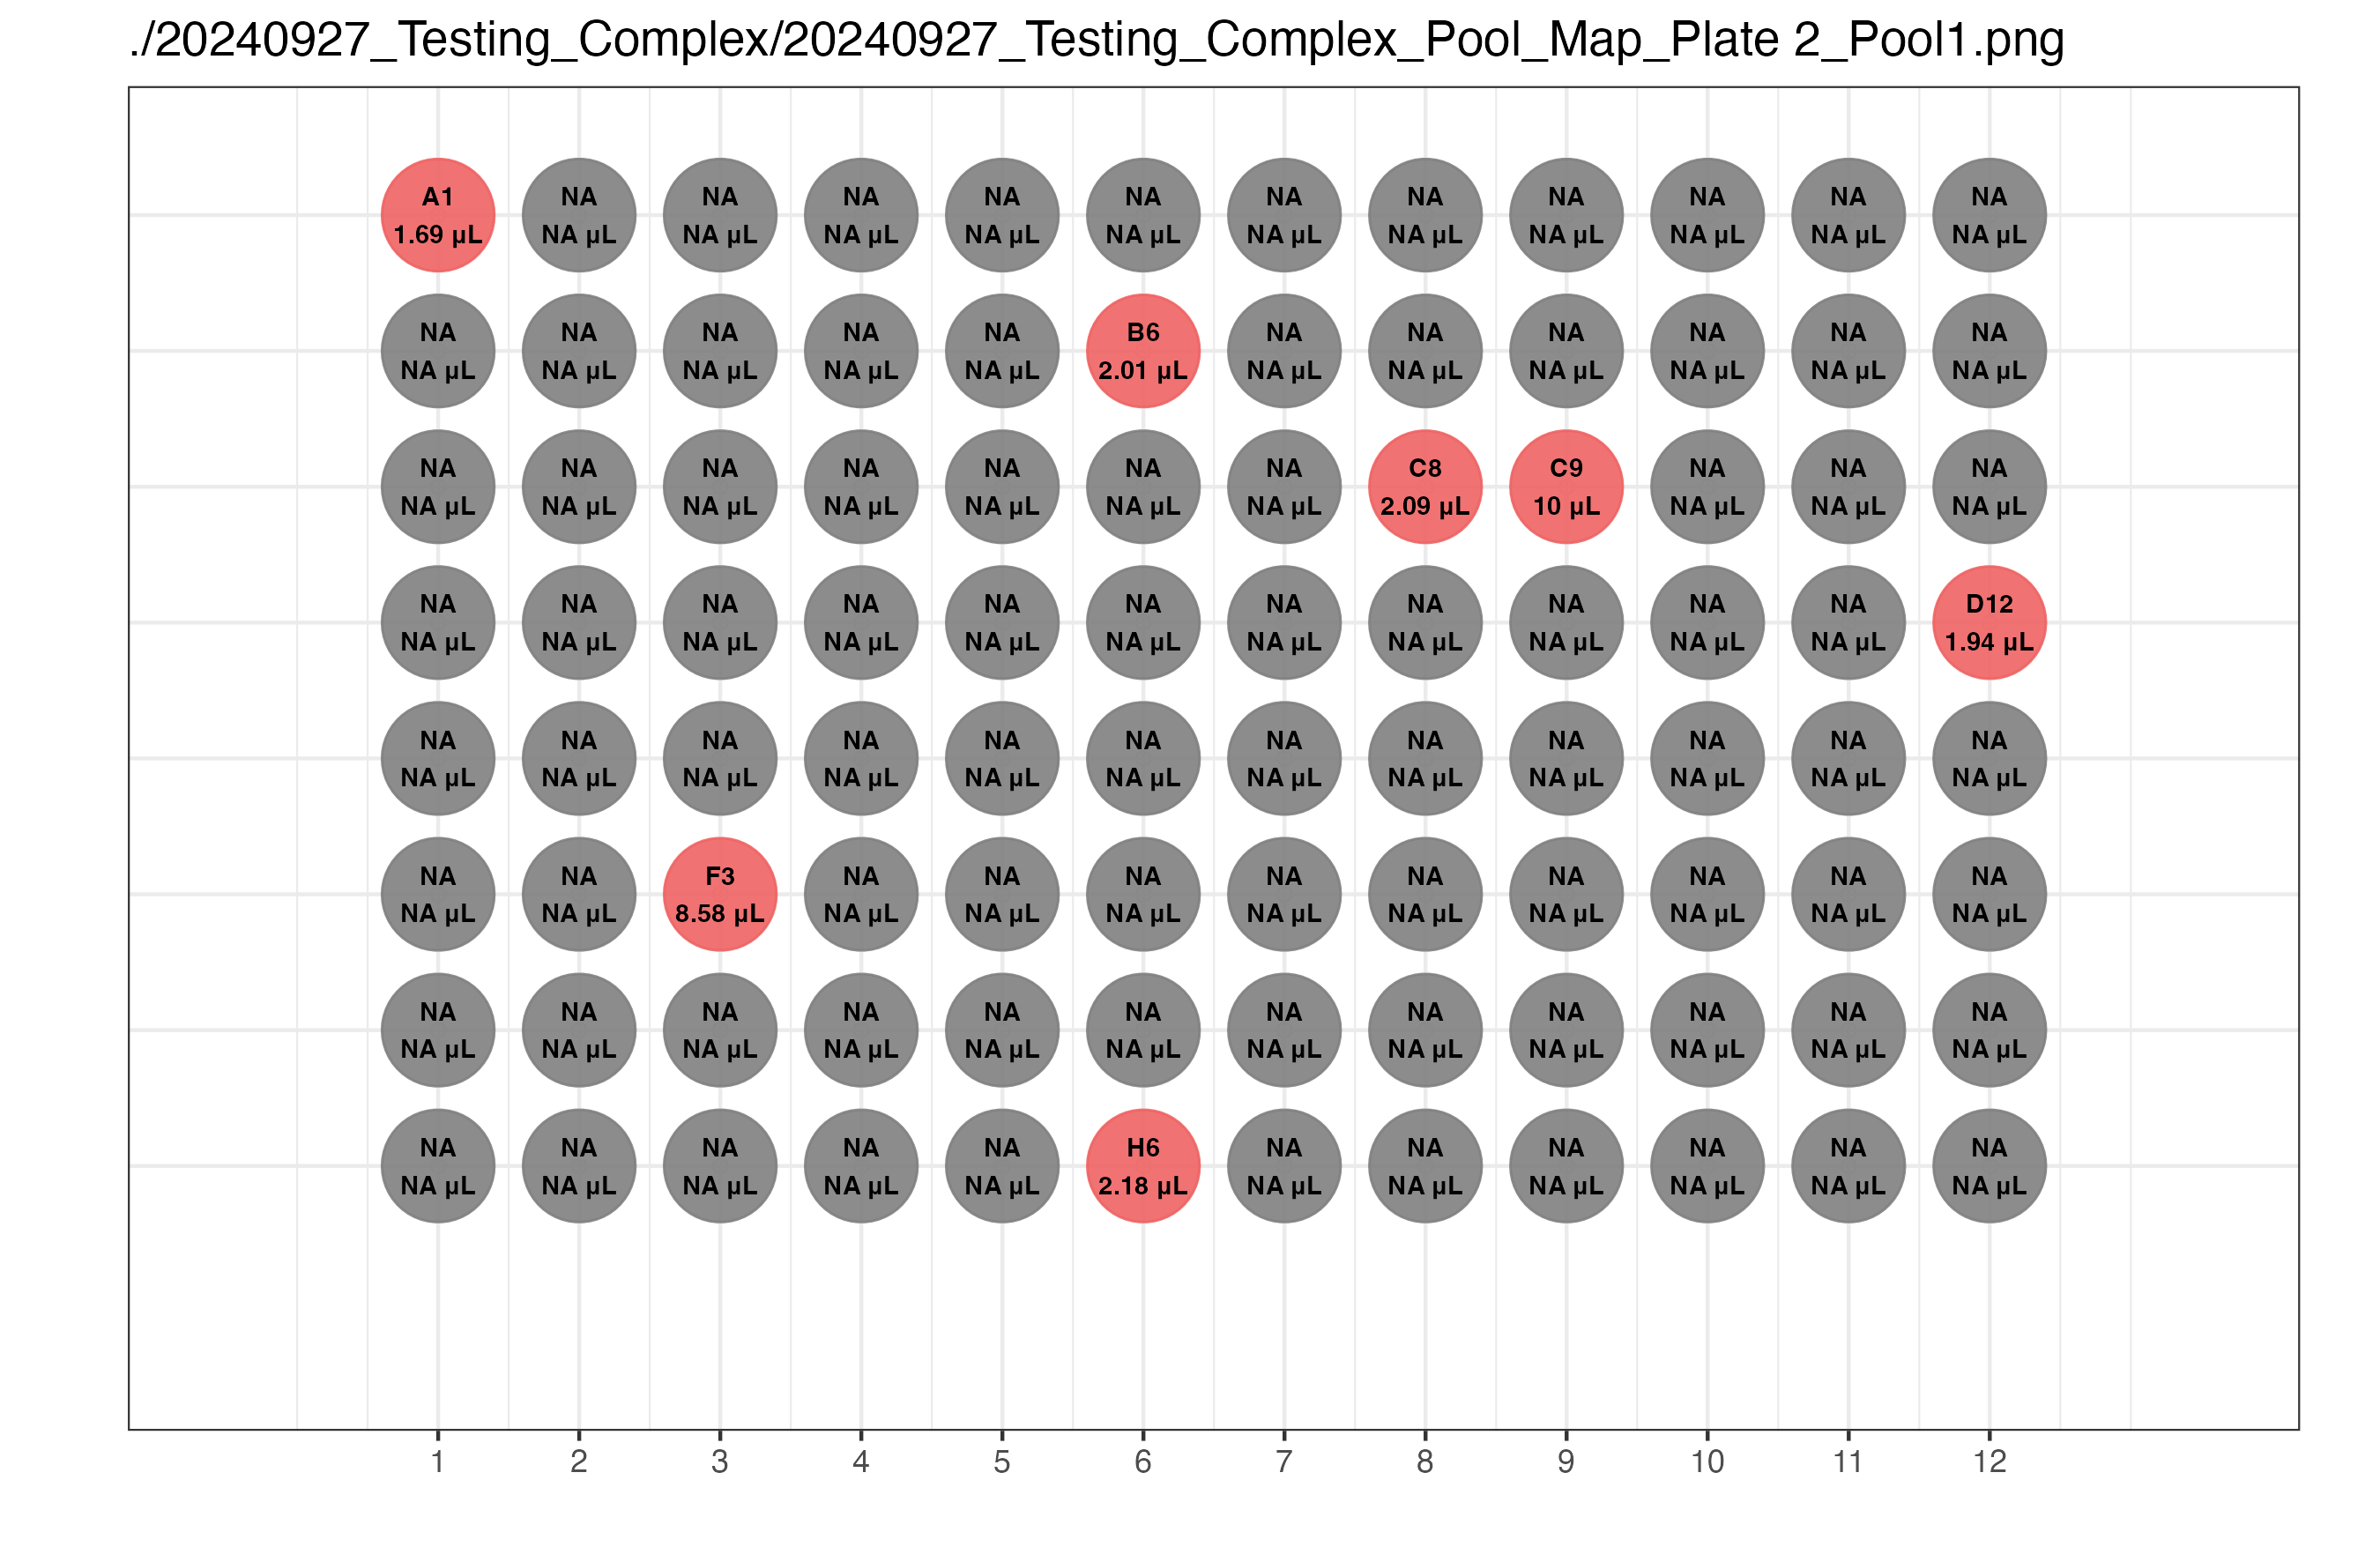 ./20240927_Testing_Complex/20240927_Testing_Complex_Pool_Map_Plate 2_Pool1.png
A1 NA NA NA NA NA NA NA NA NA NA NA
1.69 µL NA µL NA µL NA µL NA µL NA µL NA µL NA µL NA µL NA µL NA µL NA µL
NA NA NA NA NA B6 NA NA NA NA NA NA
NA µL NA µL NA µL NA µL NA µL 2.01 µL NA µL NA µL NA µL NA µL NA µL NA µL
NA NA NA NA NA NA NA C8 C9 NA NA NA
NA µL NA µL NA µL NA µL NA µL NA µL NA µL 2.09 µL 10 µL NA µL NA µL NA µL
NA NA NA NA NA NA NA NA NA NA NA D12
NA µL NA µL NA µL NA µL NA µL NA µL NA µL NA µL NA µL NA µL NA µL 1.94 µL
NA NA NA NA NA NA NA NA NA NA NA NA
NA µL NA µL NA µL NA µL NA µL NA µL NA µL NA µL NA µL NA µL NA µL NA µL
NA NA F3 NA NA NA NA NA NA NA NA NA
NA µL NA µL 8.58 µL NA µL NA µL NA µL NA µL NA µL NA µL NA µL NA µL NA µL
NA NA NA NA NA NA NA NA NA NA NA NA
NA µL NA µL NA µL NA µL NA µL NA µL NA µL NA µL NA µL NA µL NA µL NA µL
NA NA NA NA NA H6 NA NA NA NA NA NA
NA µL NA µL NA µL NA µL NA µL 2.18 µL NA µL NA µL NA µL NA µL NA µL NA µL
1 2 3 4 5 6 7 8 9 10 11 12